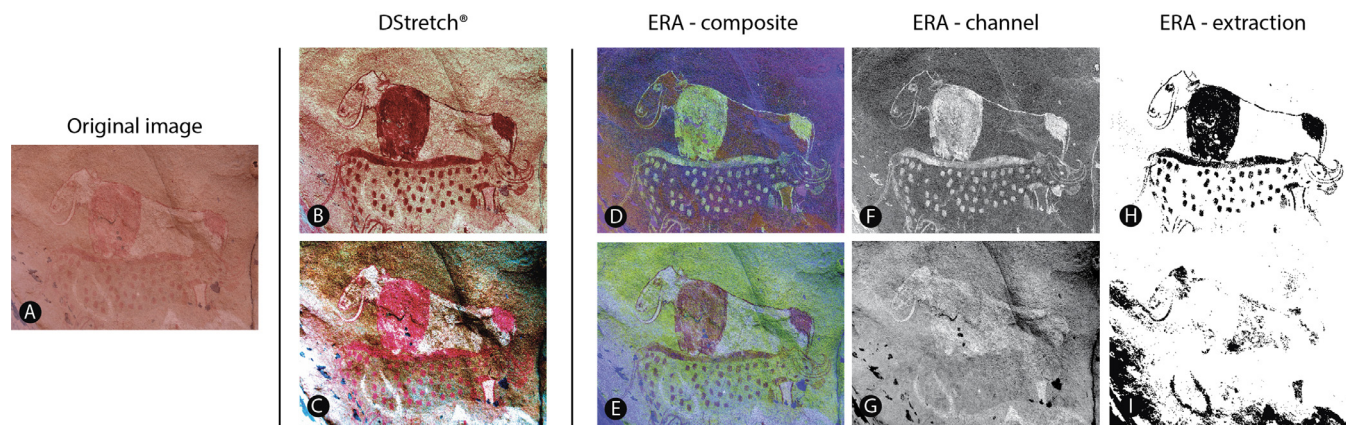 DStretch®
ERA - composite
ERA - channel
ERA - extraction
Original image
A
B
C
D
E
F
G
H
I